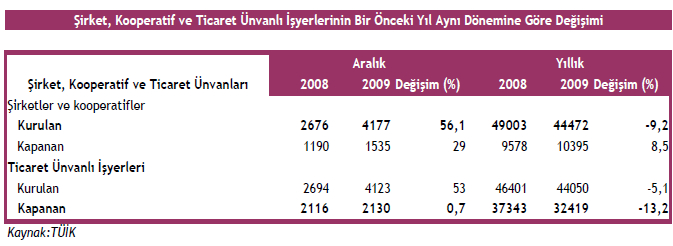 Şirket, Kooperatif ve Ticaret Ünvanlı İşyerlerinin Bir Önceki Yıl Aynı Dönemine Göre Değişimi
Aralık Yıllık
Şirket, Kooperatif ve Ticaret Ünvanları 2008 2009 Değişim (%) 2008 2009 Değişim (%)
Şirketler ve kooperatifler
Kurulan 2676 4177 56,1 49003 44472 -9,2
Kapanan 1190 1535 29 9578 10395 8,5
Ticaret Ünvanlı İşyerleri
Kurulan 2694 4123 53 46401 44050 -5,1
Kapanan 2116 2130 0,7 37343 32419 -13,2
Kaynak:TÜİK